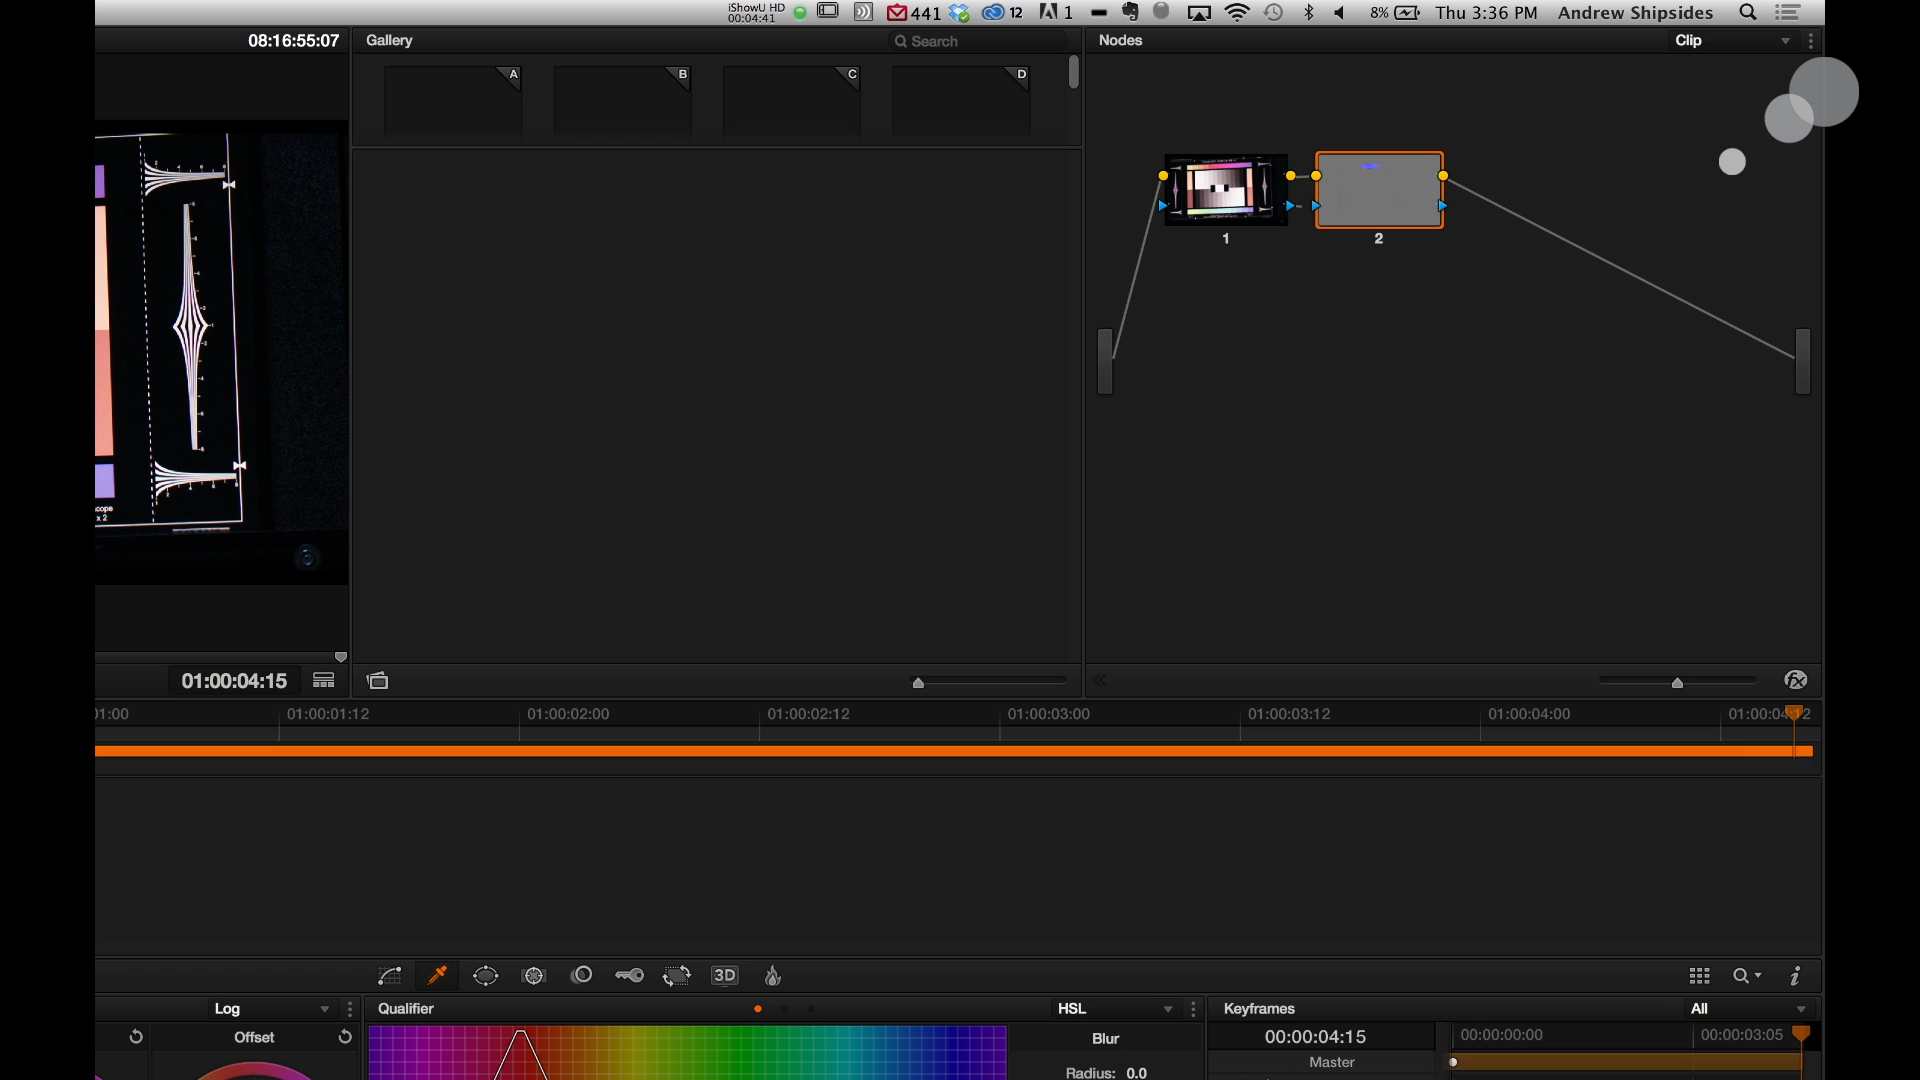 iShowU HD
00:04:41
441
12
1
8%
Thu 3:36 PM
Andrew Shipsides
08:16:55:07
Gallery
Search
Nodes
Clip
A
B
C
D
1
2
cope
x 2
01:00:04:15
fx
01:00:01:12
01:00:02:00
01:00:02:12
01:00:03:00
01:00:03:12
01:00:04:00
01:00:04:12
3D
i
Log
Qualifier
HSL
Keyframes
All
Offset
Blur
00:00:04:15
00:00:00:00
00:00:03:05
Radius: 0.0
Master